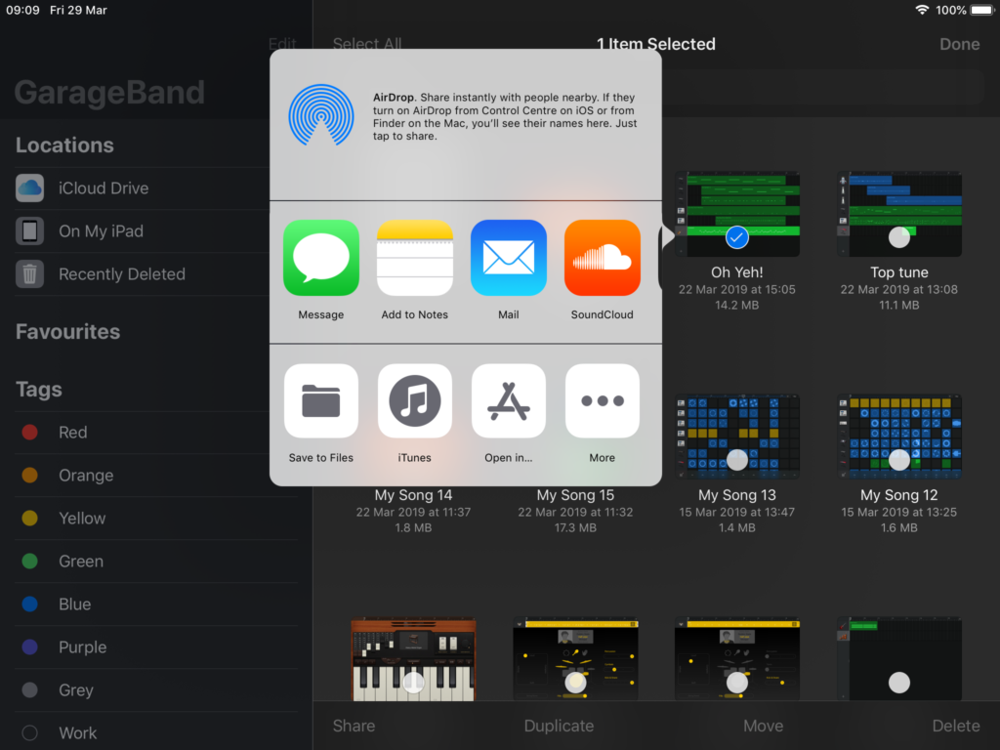 09:09 Fri 29 Mar
100%
Edit
Select All
1 Item Selected
Done
GarageBand
Locations
iCloud Drive
On My iPad
Recently Deleted
Favourites
Tags
Red
Orange
Yellow
Green
Blue
Purple
Grey
Work
AirDrop. Share instantly with people nearby. If they
turn on AirDrop from Control Centre on iOS or from
Finder on the Mac, you'll see their names here. Just
tap to share.
Message
Add to Notes
Mail
SoundCloud
Save to Files
iTunes
Open in...
More
Oh Yeh!
22 Mar 2019 at 15:05
14.2 MB
Top tune
22 Mar 2019 at 13:08
11.1 MB
My Song 14
22 Mar 2019 at 11:37
1.8 MB
My Song 15
22 Mar 2019 at 11:32
17.3 MB
My Song 13
15 Mar 2019 at 13:47
1.4 MB
My Song 12
15 Mar 2019 at 13:25
1.6 MB
Share
Duplicate
Move
Delete